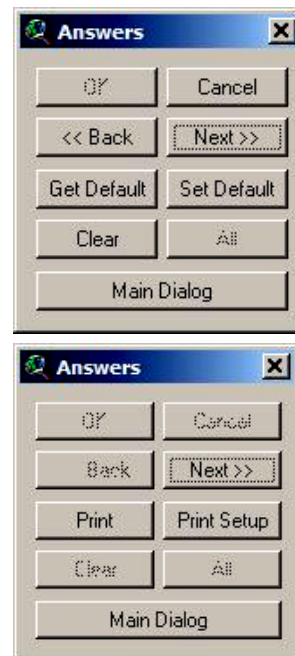 Answers
OK Cancel
<< Back Next >>
Get Default Set Default
Clear All
Main Dialog
Answers
OK Cancel
Back Next >>
Print Print Setup
Clear All
Main Dialog